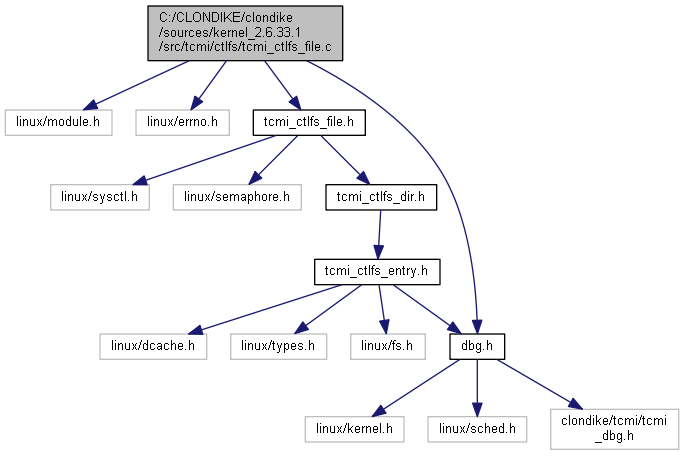 C:/CLONDIKE/clondike
/sources/kernel_2.6.33.1
/src/tcmi/ctlfs/tcmi_ctlfs_file.c
linux/module.h
linux/errno.h
tcmi_ctlfs_file.h
linux/sysctl.h
linux/semaphore.h
tcmi_ctlfs_dir.h
tcmi_ctlfs_entry.h
linux/dcache.h
linux/types.h
linux/fs.h
dbg.h
linux/kernel.h
linux/sched.h
clondike/tcmi/tcmi
_dbg.h